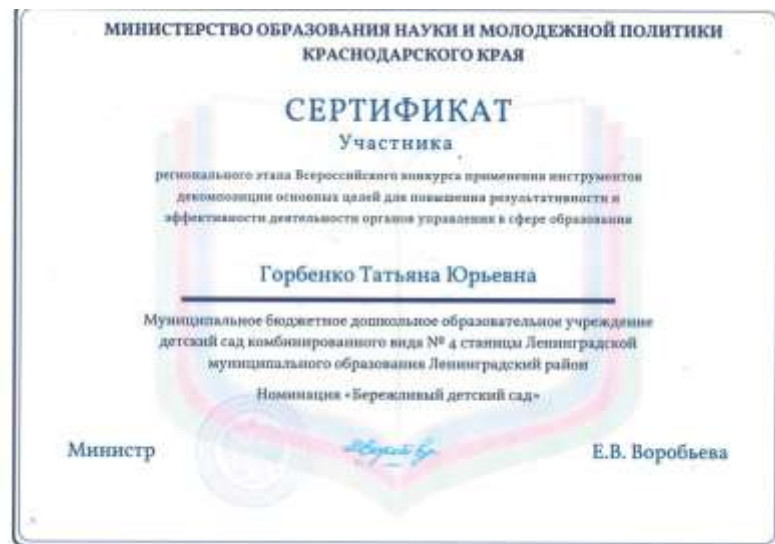 МИНИСТЕРСТВО ОБРАЗОВАНИЯ НАУКИ И МОЛОДЕЖНОЙ ПОЛИТИКИ
КРАСНОДАРСКОГО КРАЯ
СЕРТИФИКАТ
Участника
регионального этапа Всероссийского конкурса применения инструментов
декомпозиции основных целей для повышения результативности и
эффективности деятельности органов управления в сфере образования
Горбенко Татьяна Юрьевна
Муниципальное бюджетное дошкольное образовательное учреждение
детский сад комбинированного вида № 4 станицы Ленинградской
муниципального образования Ленинградский район
Номинация «Бережливый детский сад»
Министр
Е.В. Воробьева